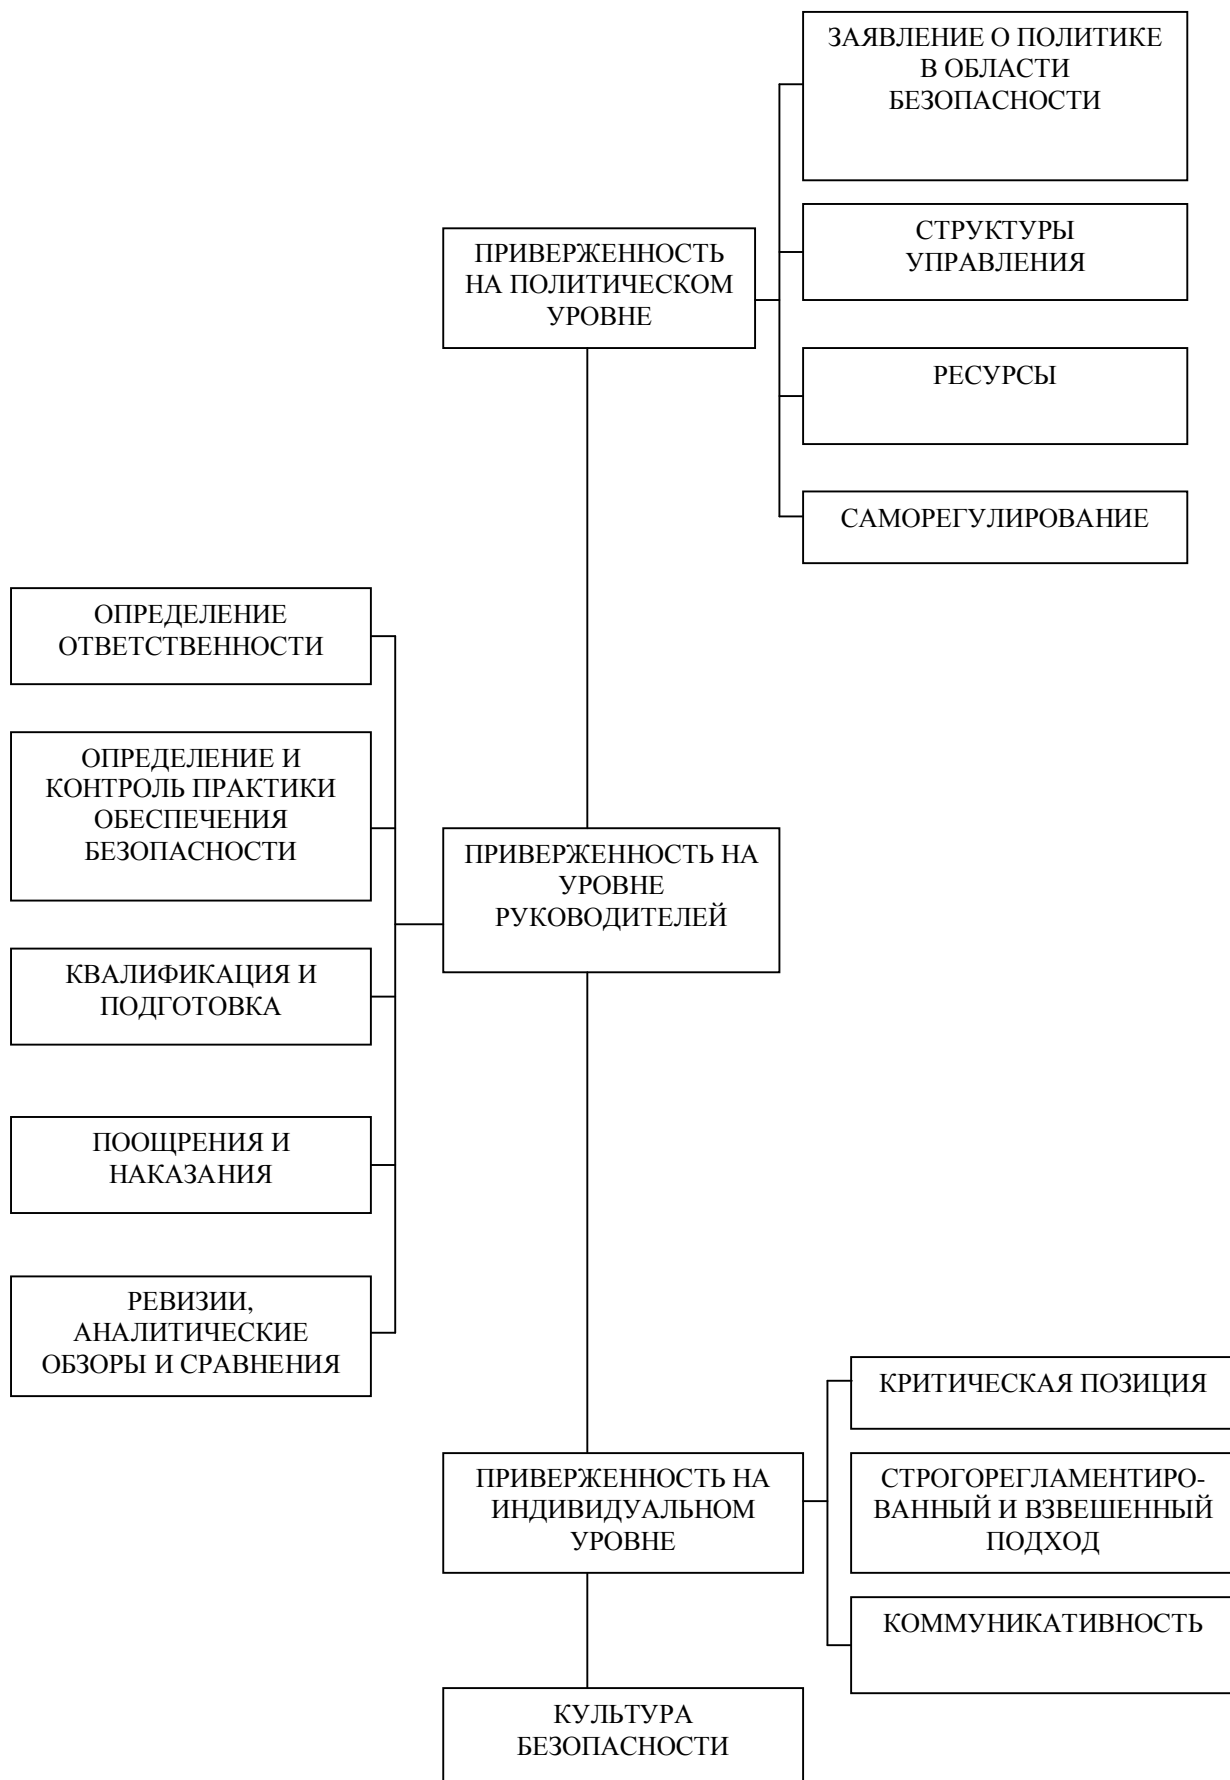 ЗАЯВЛЕНИЕ О ПОЛИТИКЕ
В ОБЛАСТИ
БЕЗОПАСНОСТИ
СТРУКТУРЫ
УПРАВЛЕНИЯ
ПРИВЕРЖЕННОСТЬ
НА ПОЛИТИЧЕСКОМ
УРОВНЕ
РЕСУРСЫ
САМОРЕГУЛИРОВАНИЕ
ОПРЕДЕЛЕНИЕ
ОТВЕТСТВЕННОСТИ
ОПРЕДЕЛЕНИЕ И
КОНТРОЛЬ ПРАКТИКИ
ОБЕСПЕЧЕНИЯ
БЕЗОПАСНОСТИ
ПРИВЕРЖЕННОСТЬ НА
УРОВНЕ
РУКОВОДИТЕЛЕЙ
КВАЛИФИКАЦИЯ И
ПОДГОТОВКА
ПООЩРЕНИЯ И
НАКАЗАНИЯ
РЕВИЗИИ,
АНАЛИТИЧЕСКИЕ
ОБЗОРЫ И СРАВНЕНИЯ
КРИТИЧЕСКАЯ ПОЗИЦИЯ
ПРИВЕРЖЕННОСТЬ НА
ИНДИВИДУАЛЬНОМ
УРОВНЕ
СТРОГОРЕГЛАМЕНТИРО-
ВАННЫЙ И ВЗВЕШЕННЫЙ
ПОДХОД
КОММУНИКАТИВНОСТЬ
КУЛЬТУРА
БЕЗОПАСНОСТИ